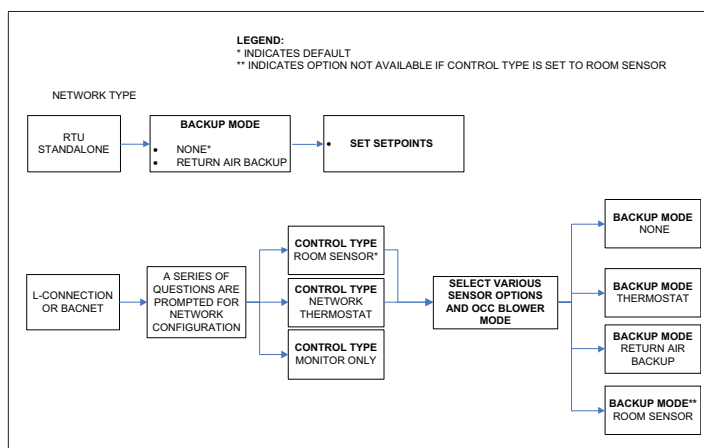 LEGEND:
* INDICATES DEFAULT
** INDICATES OPTION NOT AVAILABLE IF CONTROL TYPE IS SET TO ROOM SENSOR
NETWORK TYPE
RTU
STANDALONE
BACKUP MODE
• NONE*
• RETURN AIR BACKUP
• SET SETPOINTS
L-CONNECTION
OR BACNET
A SERIES OF
QUESTIONS ARE
PROMPTED FOR
NETWORK
CONFIGURATION
CONTROL TYPE
ROOM SENSOR*
CONTROL TYPE
NETWORK
THERMOSTAT
CONTROL TYPE
MONITOR ONLY
SELECT VARIOUS
SENSOR OPTIONS
AND OCC BLOWER
MODE
BACKUP MODE
NONE
BACKUP MODE
THERMOSTAT
BACKUP MODE
RETURN AIR
BACKUP
BACKUP MODE**
ROOM SENSOR